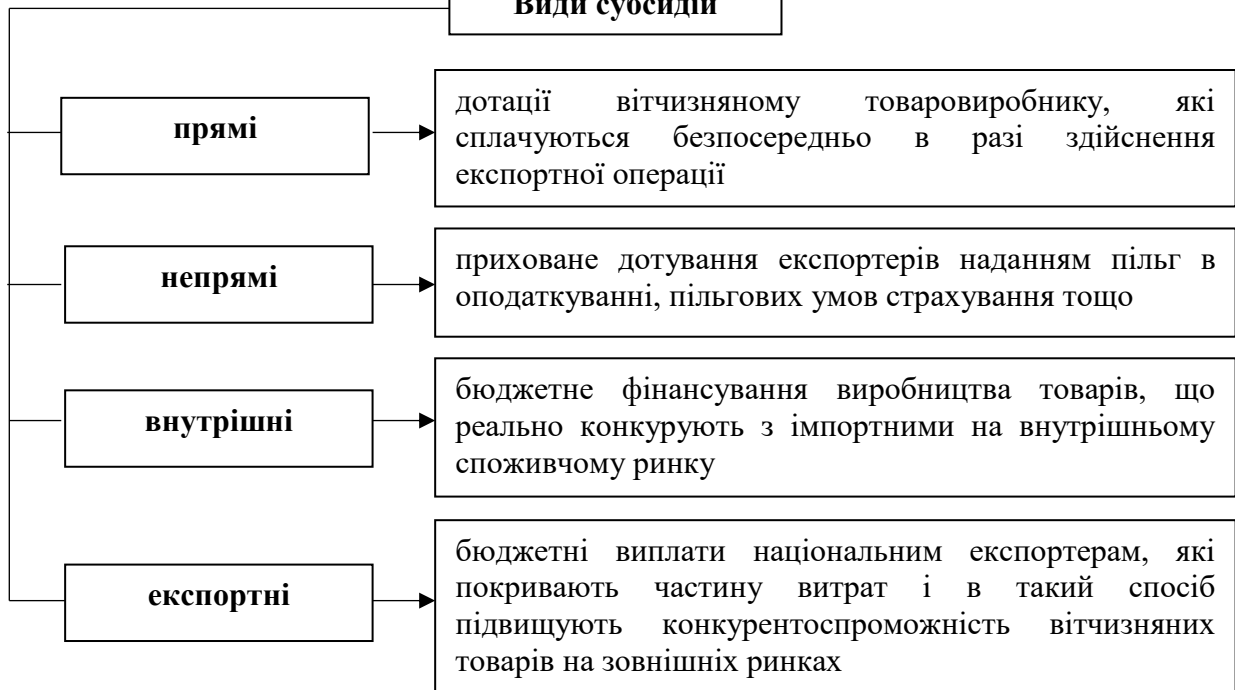 Види субсидій
прямі
дотації вітчизняному товаровиробнику, які
сплачуються безпосередньо в разі здійснення
експортної операції
непрямі
приховане дотування експортерів наданням пільг в
оподаткуванні, пільгових умов страхування тощо
внутрішні
бюджетне фінансування виробництва товарів, що
реально конкурують з імпортними на внутрішньому
споживчому ринку
експортні
бюджетні виплати національним експортерам, які
покривають частину витрат і в такий спосіб
підвищують конкурентоспроможність вітчизняних
товарів на зовнішніх ринках